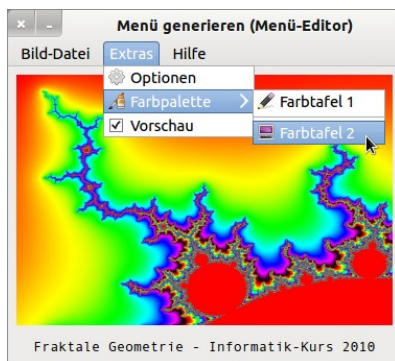 Menü generieren (Menü-Editor)
Bild-Datei Extras Hilfe
Optionen
Farbpalette
Vorschau
Farbtafel 1
Farbtafel 2
Fraktale Geometrie - Informatik-Kurs 2010